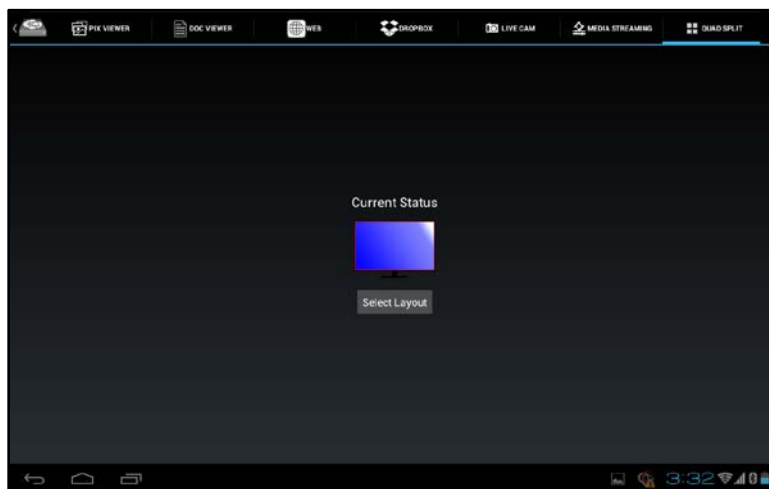 PIX VIEWER DOC VIEWER WEB DROPBOX LIVE CAM MEDIA STREAMING QUAD SPLIT
Current Status
Select Layout
3:32